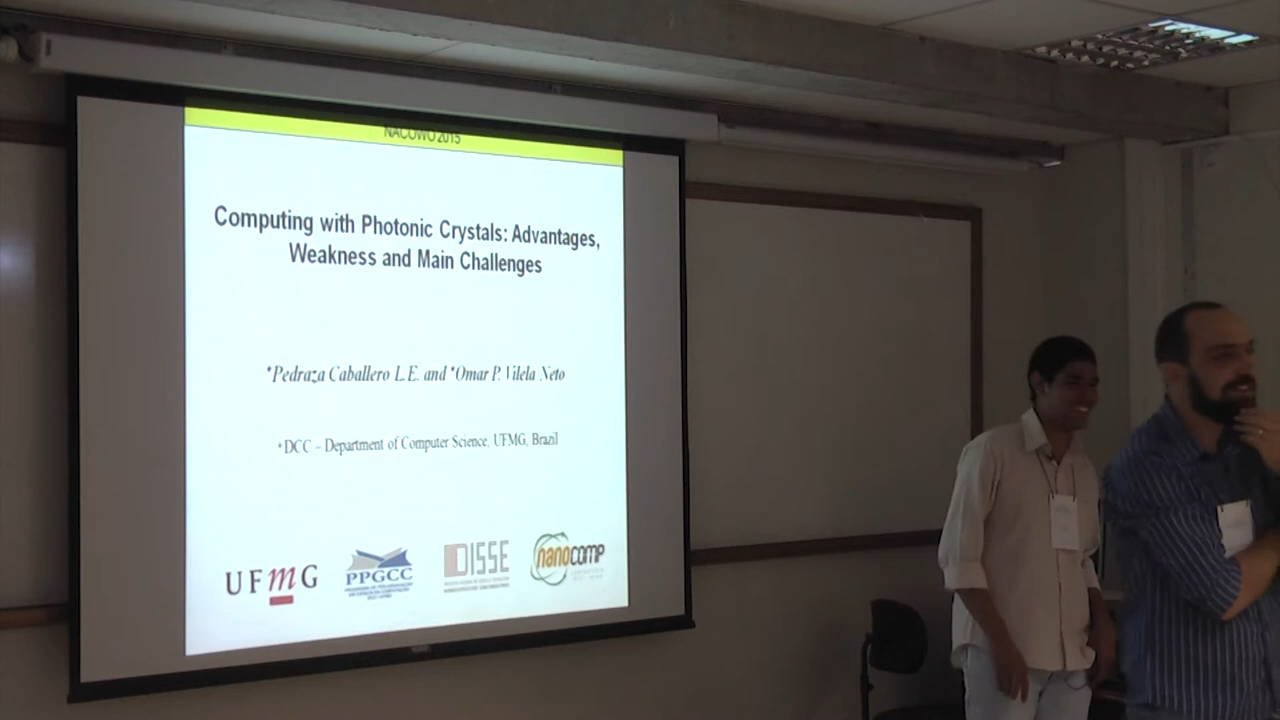 NACOWO 2015
Computing with Photonic Crystals: Advantages,
Weakness and Main Challenges
*Pedraza Caballero L.E. and *Omar P. Vilela Neto
*DCC – Department of Computer Science, UFMG, Brazil
UFMG
PPGCC
DISSE
nanocomp